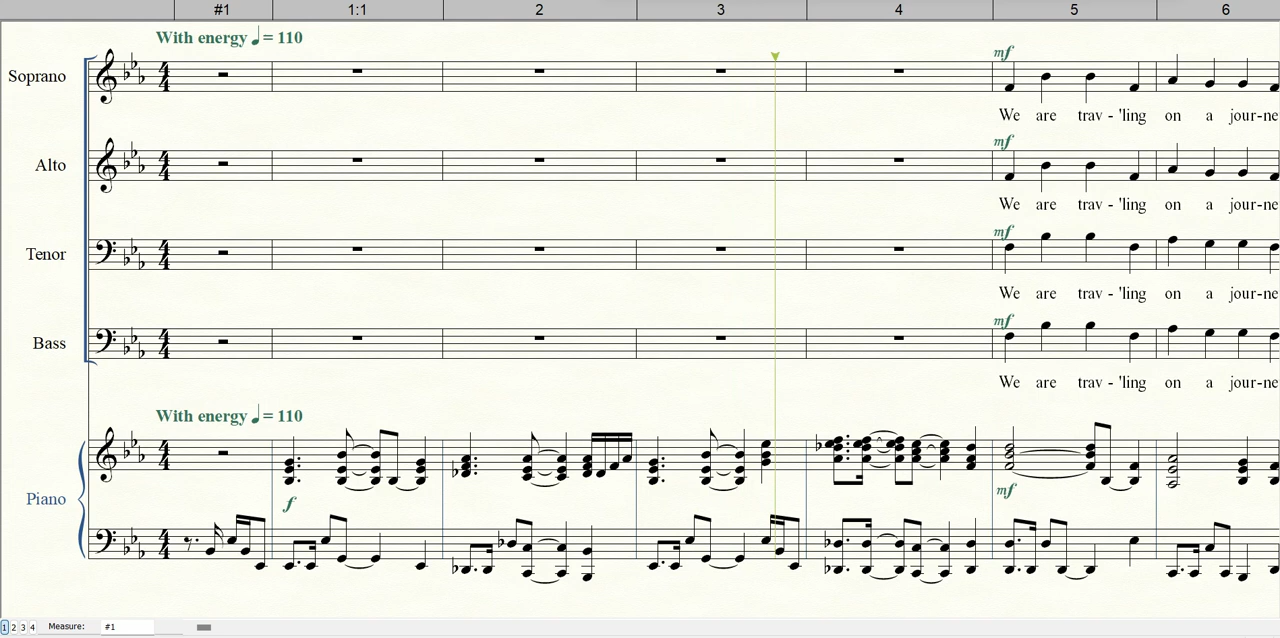 #1 1:1 2 3 4 5 6
With energy ♩ = 110
mf
Soprano
We are trav - 'ling on a jour-ne
mf
Alto
We are trav - 'ling on a jour-ne
mf
Tenor
We are trav - 'ling on a jour-ne
mf
Bass
We are trav - 'ling on a jour-ne
With energy ♩ = 110
Piano
f
mf
1 2 3 4 Measure: #1